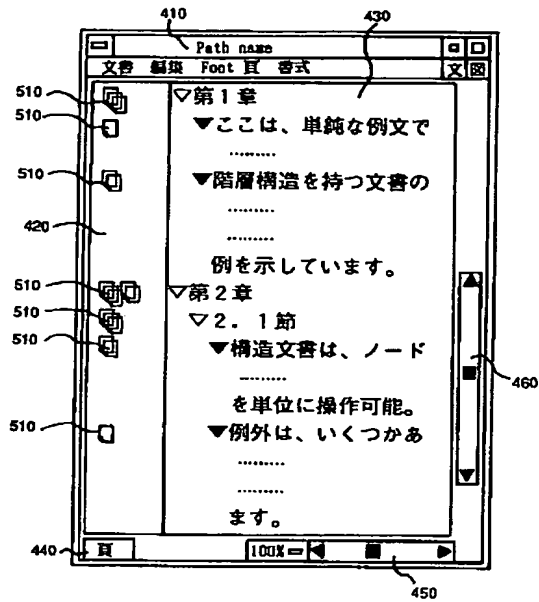 410
430
Path name
文書 編集 Font 頁 書式 文 図
510
▽第1章
510
▼ここは、単純な例文で
………
510
▼階層構造を持つ文書の
………
420
………
例を示しています。
510
▽第2章
510
▽2.1節
510
▼構造文書は、ノード
………
460
を単位に操作可能。
510
▼例外は、いくつかあ
………
………
ます。
440
頁
100%
450